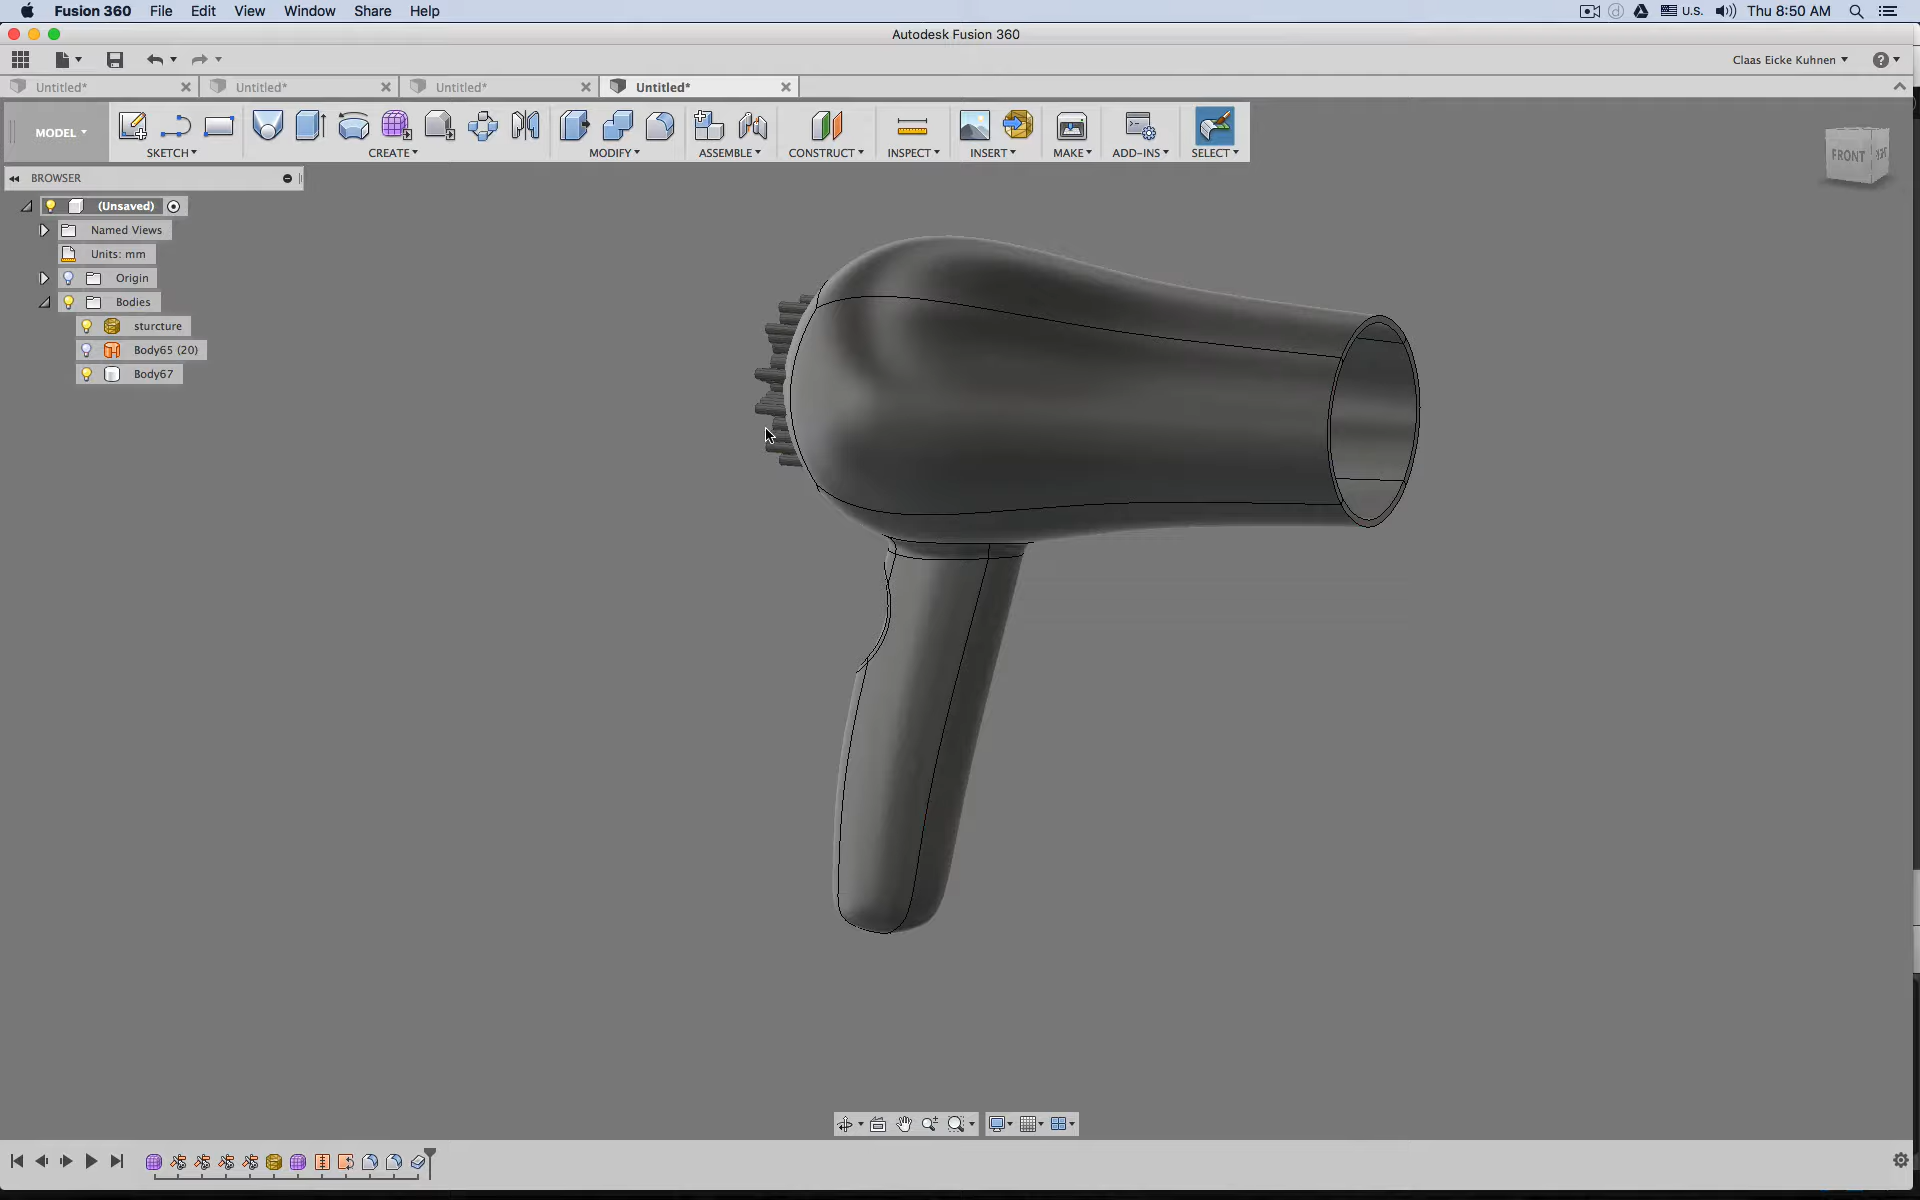 Fusion 360 File Edit View Window Share Help U.S. Thu 8:50 AM
Autodesk Fusion 360
Claas Eicke Kuhnen
Untitled* Untitled* Untitled* Untitled*
MODEL
SKETCH CREATE MODIFY ASSEMBLE CONSTRUCT INSPECT INSERT MAKE ADD-INS SELECT
FRONT
BROWSER
(Unsaved)
Named Views
Units: mm
Origin
Bodies
sturcture
Body65 (20)
Body67